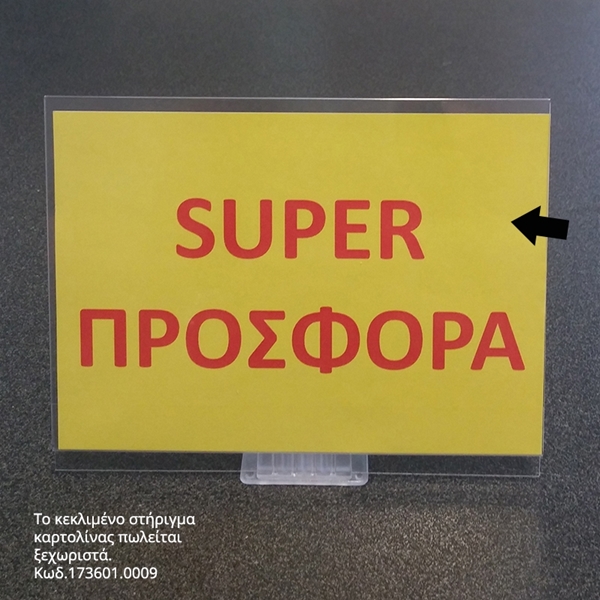 SUPER
ΠΡΟΣΦΟΡΑ
Το κεκλιμένο στήριγμα
καρτολίνας πωλείται
ξεχωριστά.
Κωδ.173601.0009